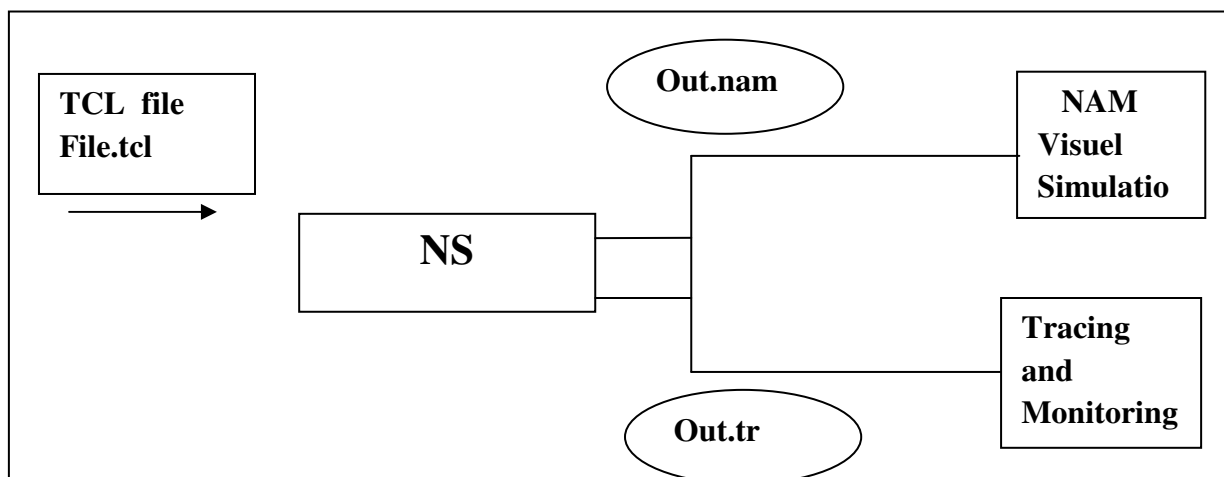 TCL file
File.tcl
Out.nam
NAM
Visuel
Simulatio
NS
Tracing
and
Monitoring
Out.tr